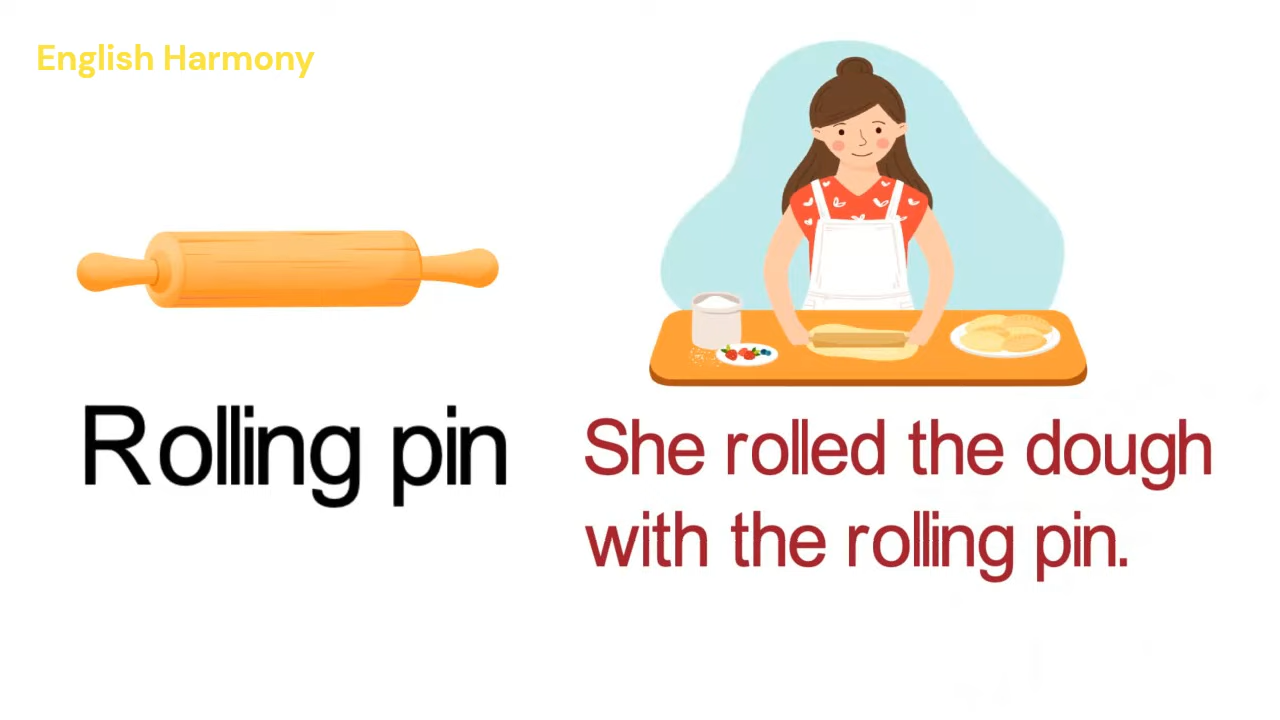 English Harmony
Rolling pin
She rolled the dough
with the rolling pin.